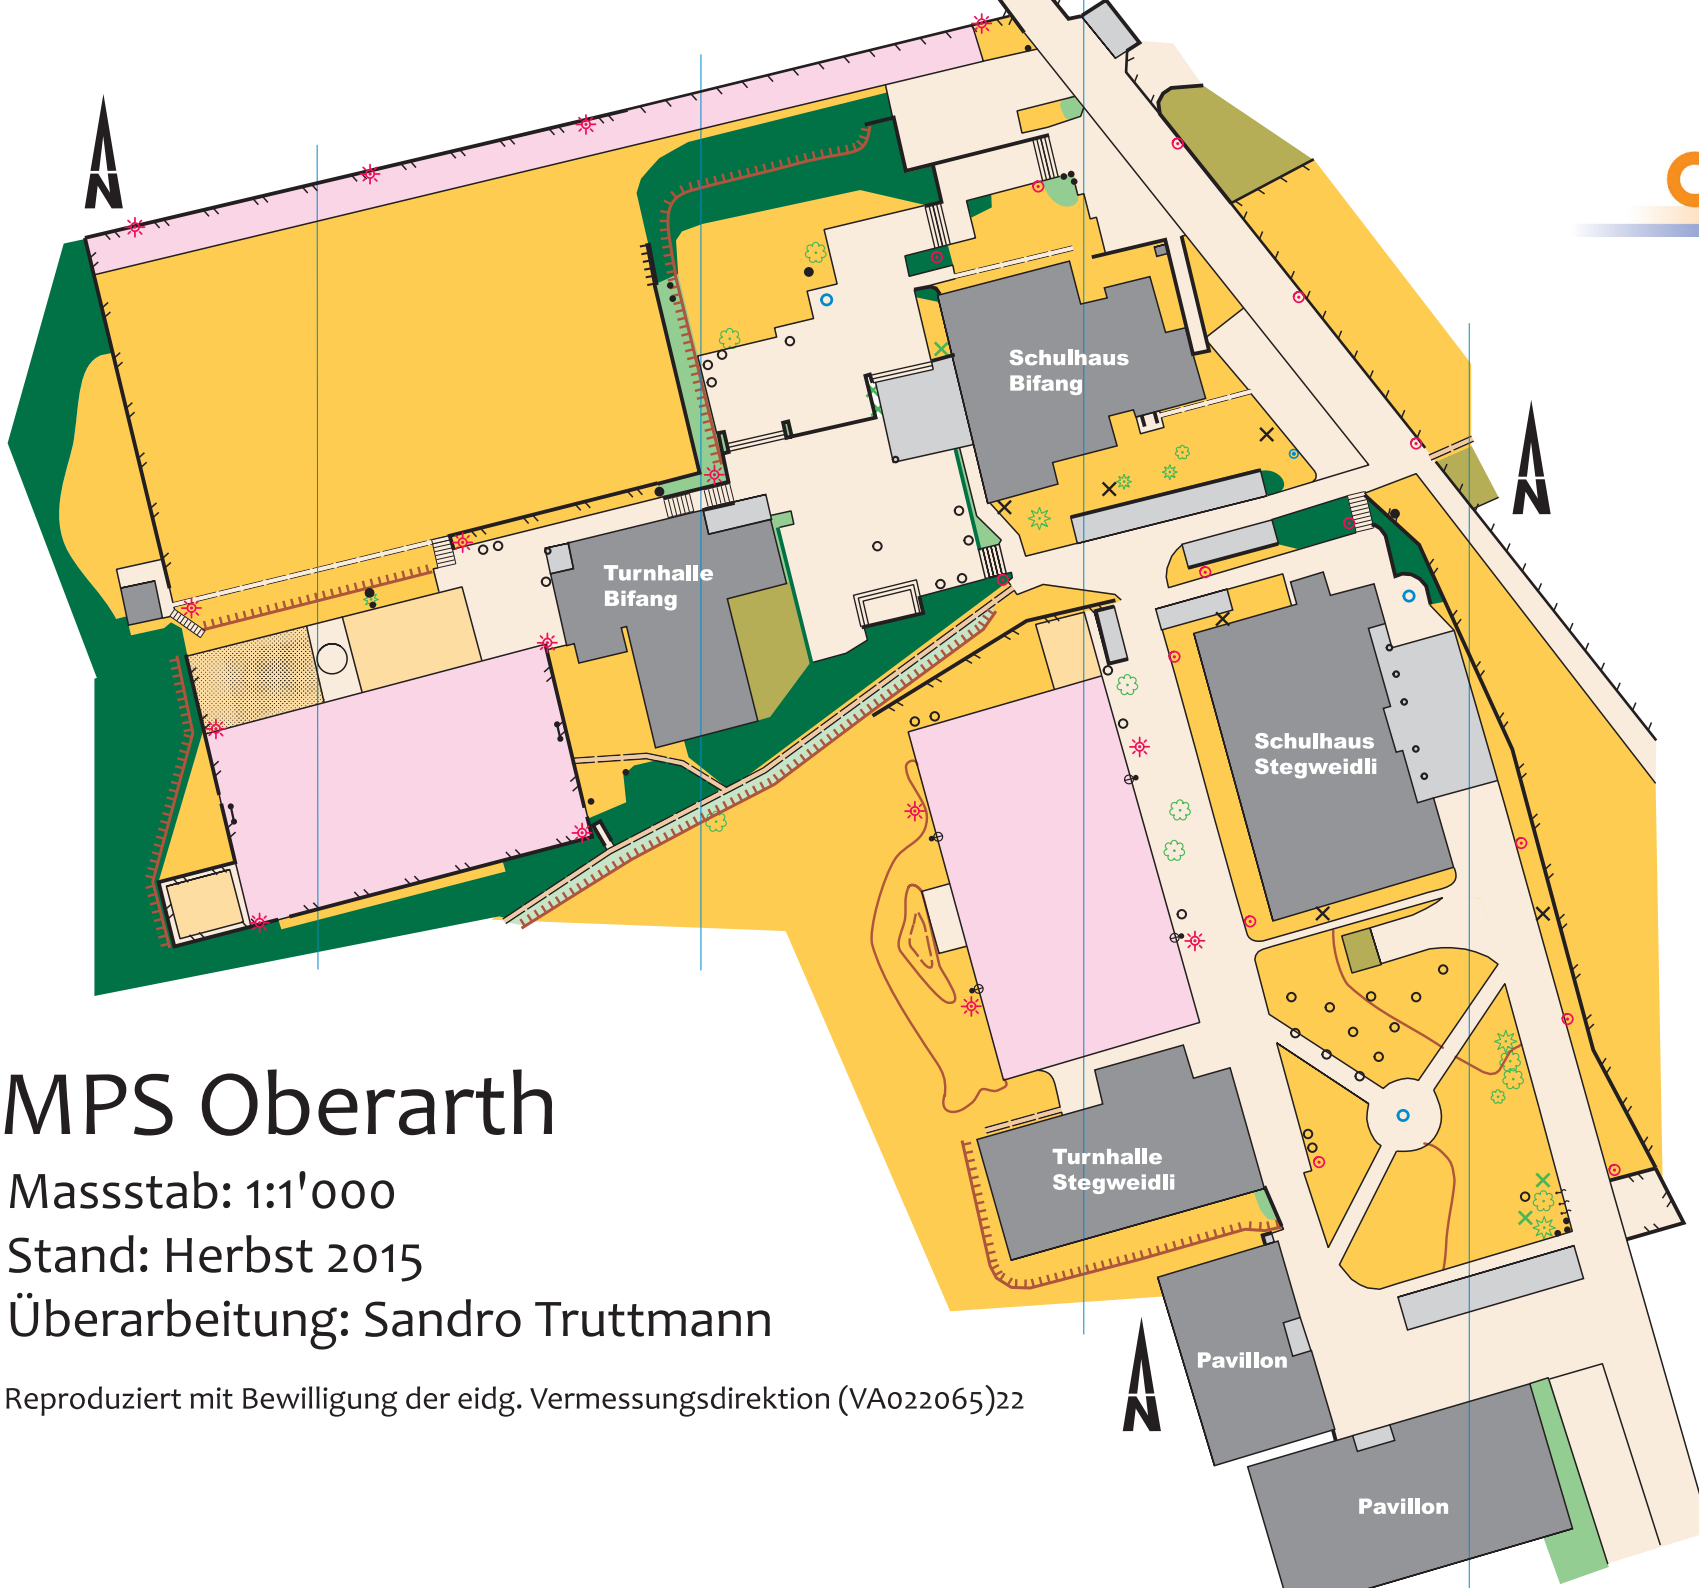 N
Schulhaus
Bifang
N
Turnhalle
Bifang
Schulhaus
Stegweidli
MPS Oberarth
Massstab: 1:1'000
Turnhalle
Stegweidli
Stand: Herbst 2015
Überarbeitung: Sandro Truttmann
Pavillon
N
Reproduziert mit Bewilligung der eidg. Vermessungsdirektion (VA022065)22
Pavillon